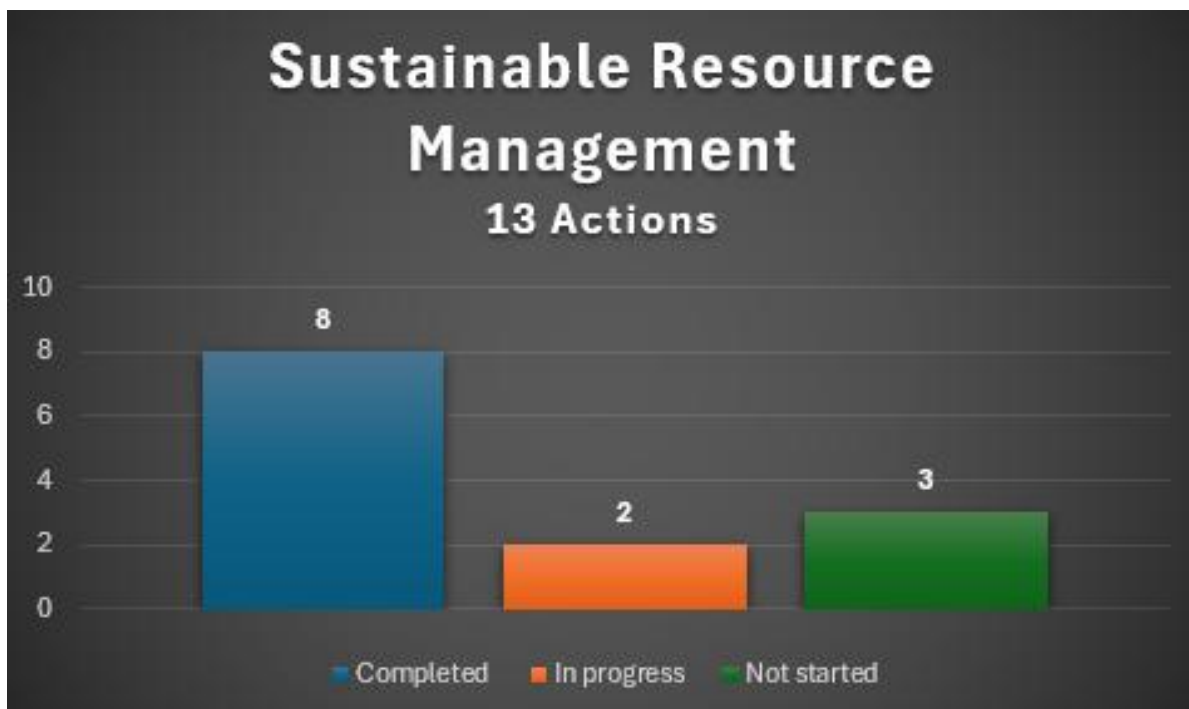 Sustainable Resource
Management
13 Actions
10
8
8
6
4
3
2
2
0
Completed In progress Not started